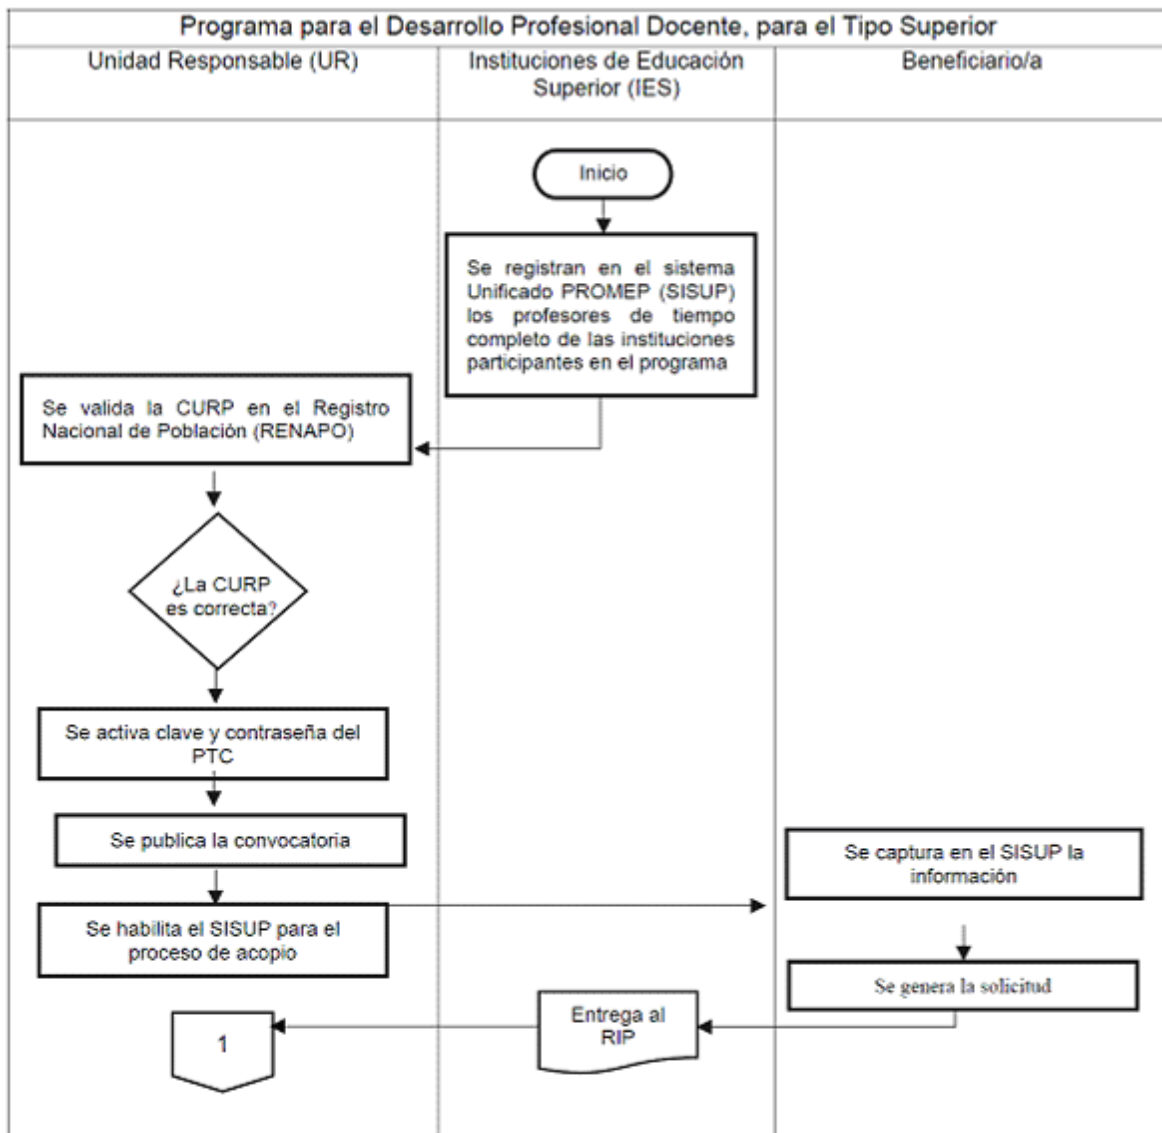 Programa para el Desarrollo Profesional Docente, para el Tipo Superior
Unidad Responsable (UR)
Instituciones de Educación
Superior (IES)
Beneficiario/a
Inicio
Se registran en el sistema
Unificado PROMEP (SISUP)
los profesores de tiempo
completo de las instituciones
participantes en el programa
Se valida la CURP en el Registro
Nacional de Población (RENAPO)
¿La CURP
es correcta?
Se activa clave y contraseña del
PTC
Se publica la convocatoria
Se captura en el SISUP la
información
Se habilita el SISUP para el
proceso de acopio
Se genera la solicitud
Entrega al
RIP
1